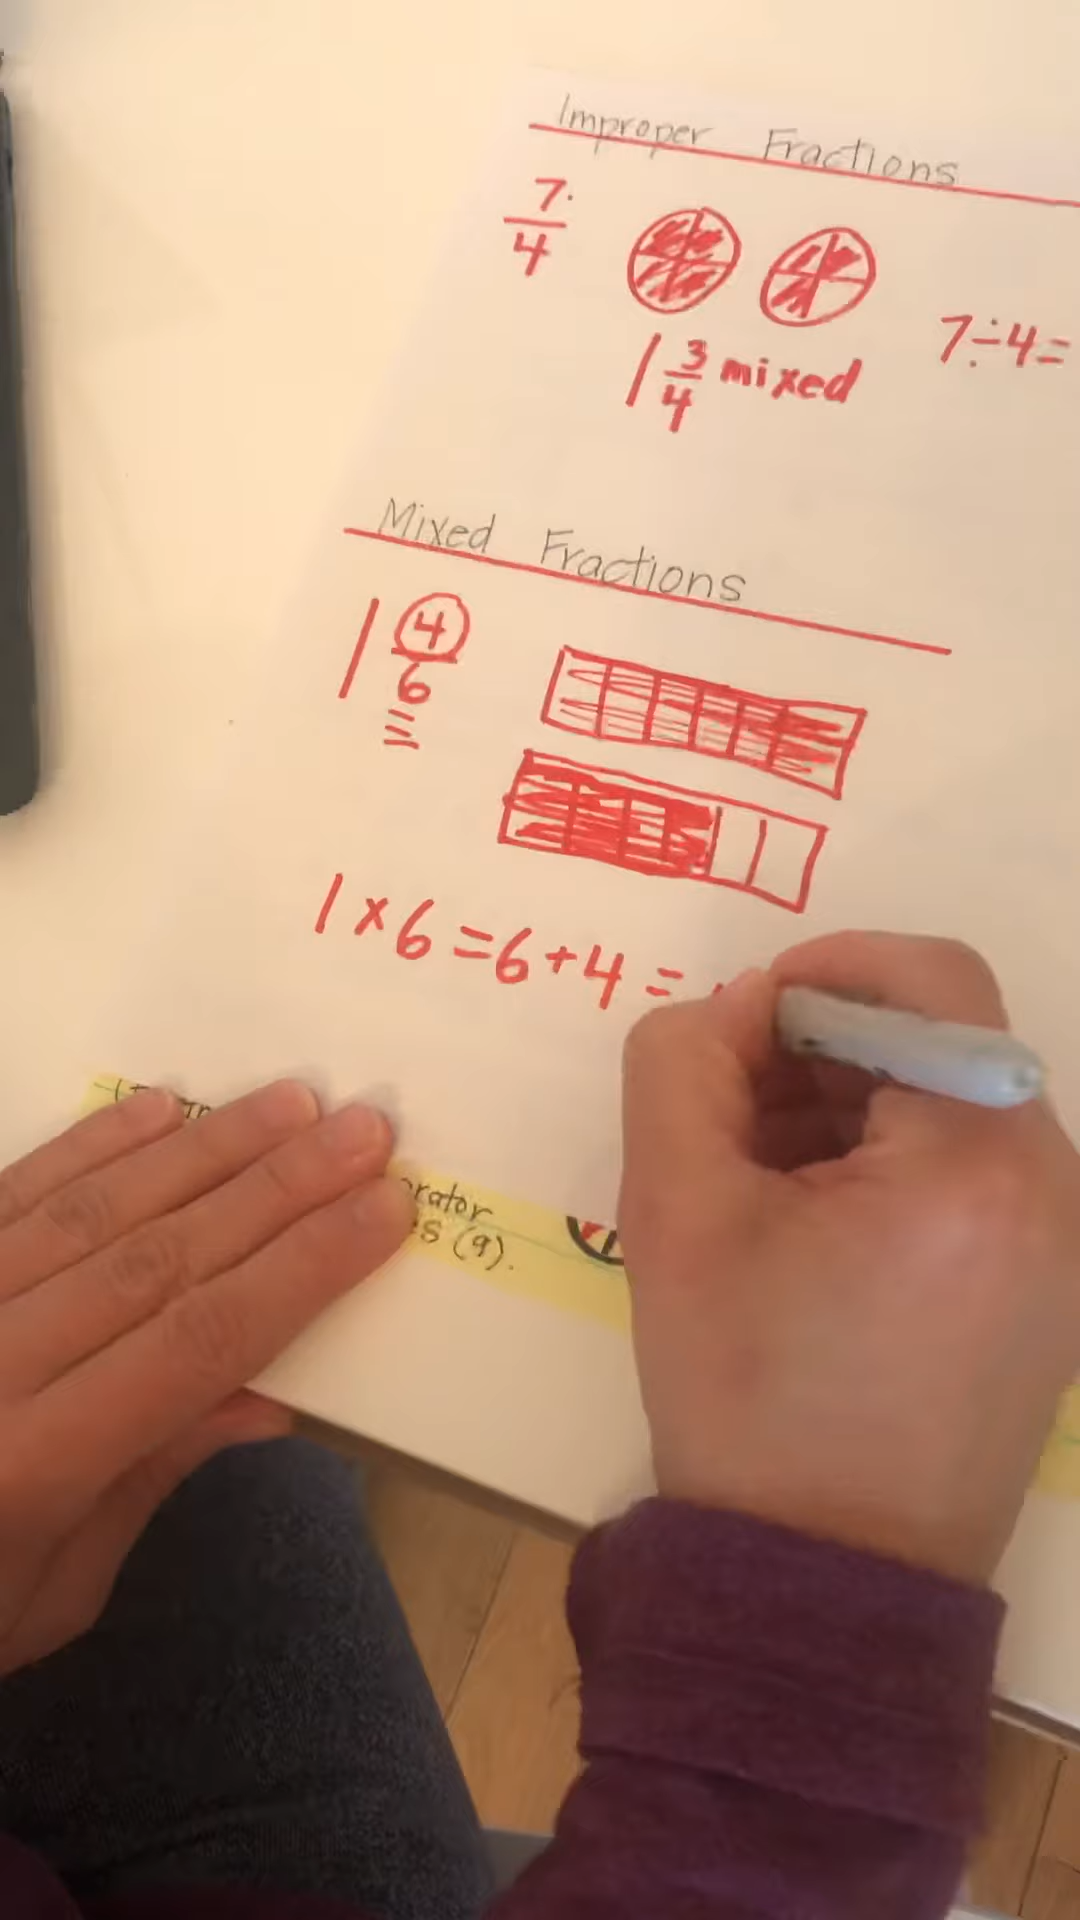 Improper Fractions
7
4
7÷4=
1 3/4 mixed
Mixed Fractions
1 4/6
1×6=6+4=
(9).